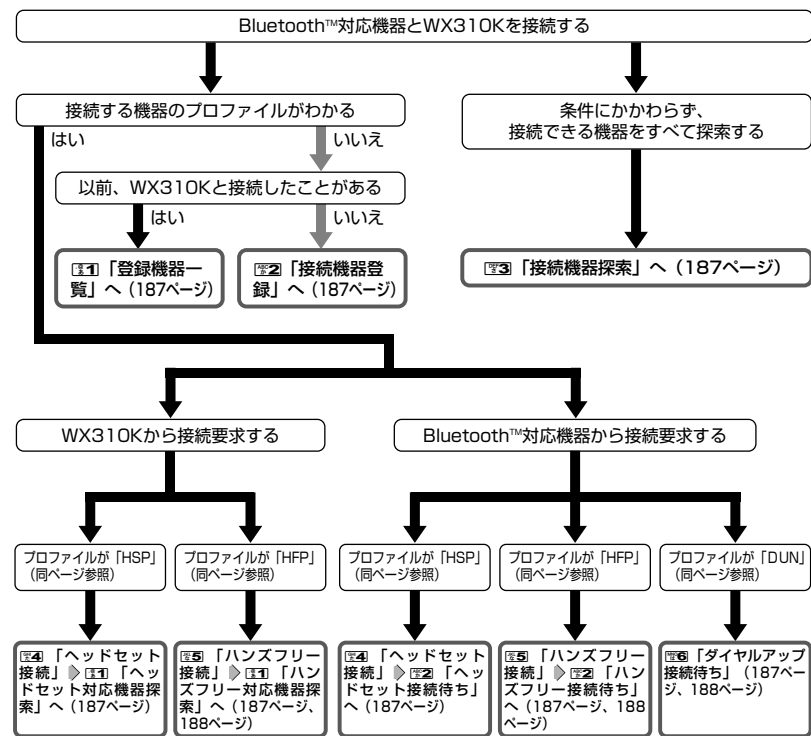 Bluetooth™対応機器とWX310Kを接続する
接続する機器のプロファイルがわかる
条件にかかわらず、
接続できる機器をすべて探索する
はい
いいえ
以前、WX310Kと接続したことがある
はい
いいえ
1「登録機器一
覧」へ（187ページ）
2「接続機器登
録」へ（187ページ）
3「接続機器探索」へ（187ページ）
WX310Kから接続要求する
Bluetooth™対応機器から接続要求する
プロファイルが「HSP」
（同ページ参照）
プロファイルが「HFP」
（同ページ参照）
プロファイルが「HSP」
（同ページ参照）
プロファイルが「HFP」
（同ページ参照）
プロファイルが「DUN」
（同ページ参照）
4「ヘッドセット
接続」▷1「ヘッ
ドセット対応機器探
索」へ（187ページ）
5「ハンズフリー
接続」▷1「ハン
ズフリー対応機器探
索」へ（187ページ、
188ページ）
4「ヘッドセット
接続」▷2「ヘッ
ドセット接続待ち」
へ（187ページ）
5「ハンズフリー
接続」▷2「ハン
ズフリー接続待ち」
へ（187ページ、188
ページ）
6「ダイヤルアップ
接続待ち」（187ペー
ジ、188ページ）